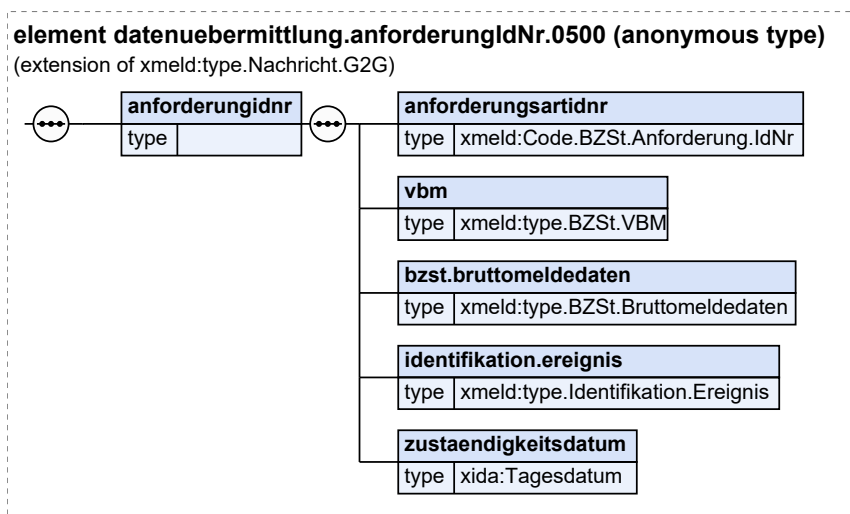 element datenuebermittlung.anforderungIdNr.0500 (anonymous type)
(extension of xmeld:type.Nachricht.G2G)
anforderungidnr
type
anforderungsartidnr
type xmeld:Code.BZSt.Anforderung.IdNr
vbm
type xmeld:type.BZSt.VBM
bzst.bruttomeldedaten
type xmeld:type.BZSt.Bruttomeldedaten
identifikation.ereignis
type xmeld:type.Identifikation.Ereignis
zustaendigkeitsdatum
type xida:Tagesdatum